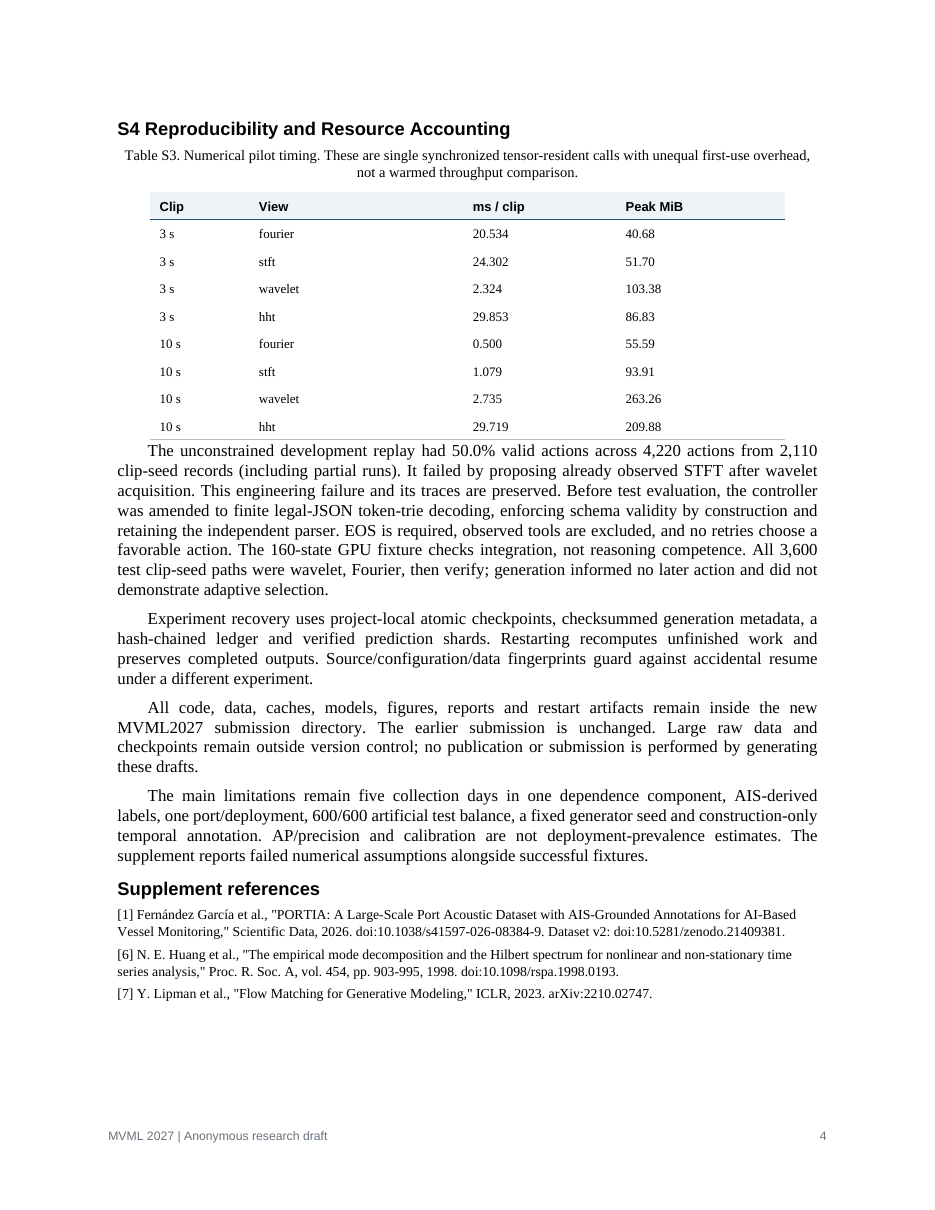 S4 Reproducibility and Resource Accounting
Table S3. Numerical pilot timing. These are single synchronized tensor-resident calls with unequal first-use overhead,
not a warmed throughput comparison.
Clip View ms / clip Peak MiB
3 s fourier 20.534 40.68
3 s stft 24.302 51.70
3 s wavelet 2.324 103.38
3 s hht 29.853 86.83
10 s fourier 0.500 55.59
10 s stft 1.079 93.91
10 s wavelet 2.735 263.26
10 s hht 29.719 209.88
The unconstrained development replay had 50.0% valid actions across 4,220 actions from 2,110
clip-seed records (including partial runs). It failed by proposing already observed STFT after wavelet
acquisition. This engineering failure and its traces are preserved. Before test evaluation, the controller
was amended to finite legal-JSON token-trie decoding, enforcing schema validity by construction and
retaining the independent parser. EOS is required, observed tools are excluded, and no retries choose a
favorable action. The 160-state GPU fixture checks integration, not reasoning competence. All 3,600
test clip-seed paths were wavelet, Fourier, then verify; generation informed no later action and did not
demonstrate adaptive selection.
Experiment recovery uses project-local atomic checkpoints, checksummed generation metadata, a
hash-chained ledger and verified prediction shards. Restarting recomputes unfinished work and
preserves completed outputs. Source/configuration/data fingerprints guard against accidental resume
under a different experiment.
All code, data, caches, models, figures, reports and restart artifacts remain inside the new
MVML2027 submission directory. The earlier submission is unchanged. Large raw data and
checkpoints remain outside version control; no publication or submission is performed by generating
these drafts.
The main limitations remain five collection days in one dependence component, AIS-derived
labels, one port/deployment, 600/600 artificial test balance, a fixed generator seed and construction-only
temporal annotation. AP/precision and calibration are not deployment-prevalence estimates. The
supplement reports failed numerical assumptions alongside successful fixtures.
Supplement references
[1] Fernández García et al., "PORTIA: A Large-Scale Port Acoustic Dataset with AIS-Grounded Annotations for AI-Based
Vessel Monitoring," Scientific Data, 2026. doi:10.1038/s41597-026-08384-9. Dataset v2: doi:10.5281/zenodo.21409381.
[6] N. E. Huang et al., "The empirical mode decomposition and the Hilbert spectrum for nonlinear and non-stationary time
series analysis," Proc. R. Soc. A, vol. 454, pp. 903-995, 1998. doi:10.1098/rspa.1998.0193.
[7] Y. Lipman et al., "Flow Matching for Generative Modeling," ICLR, 2023. arXiv:2210.02747.
MVML 2027 | Anonymous research draft 4